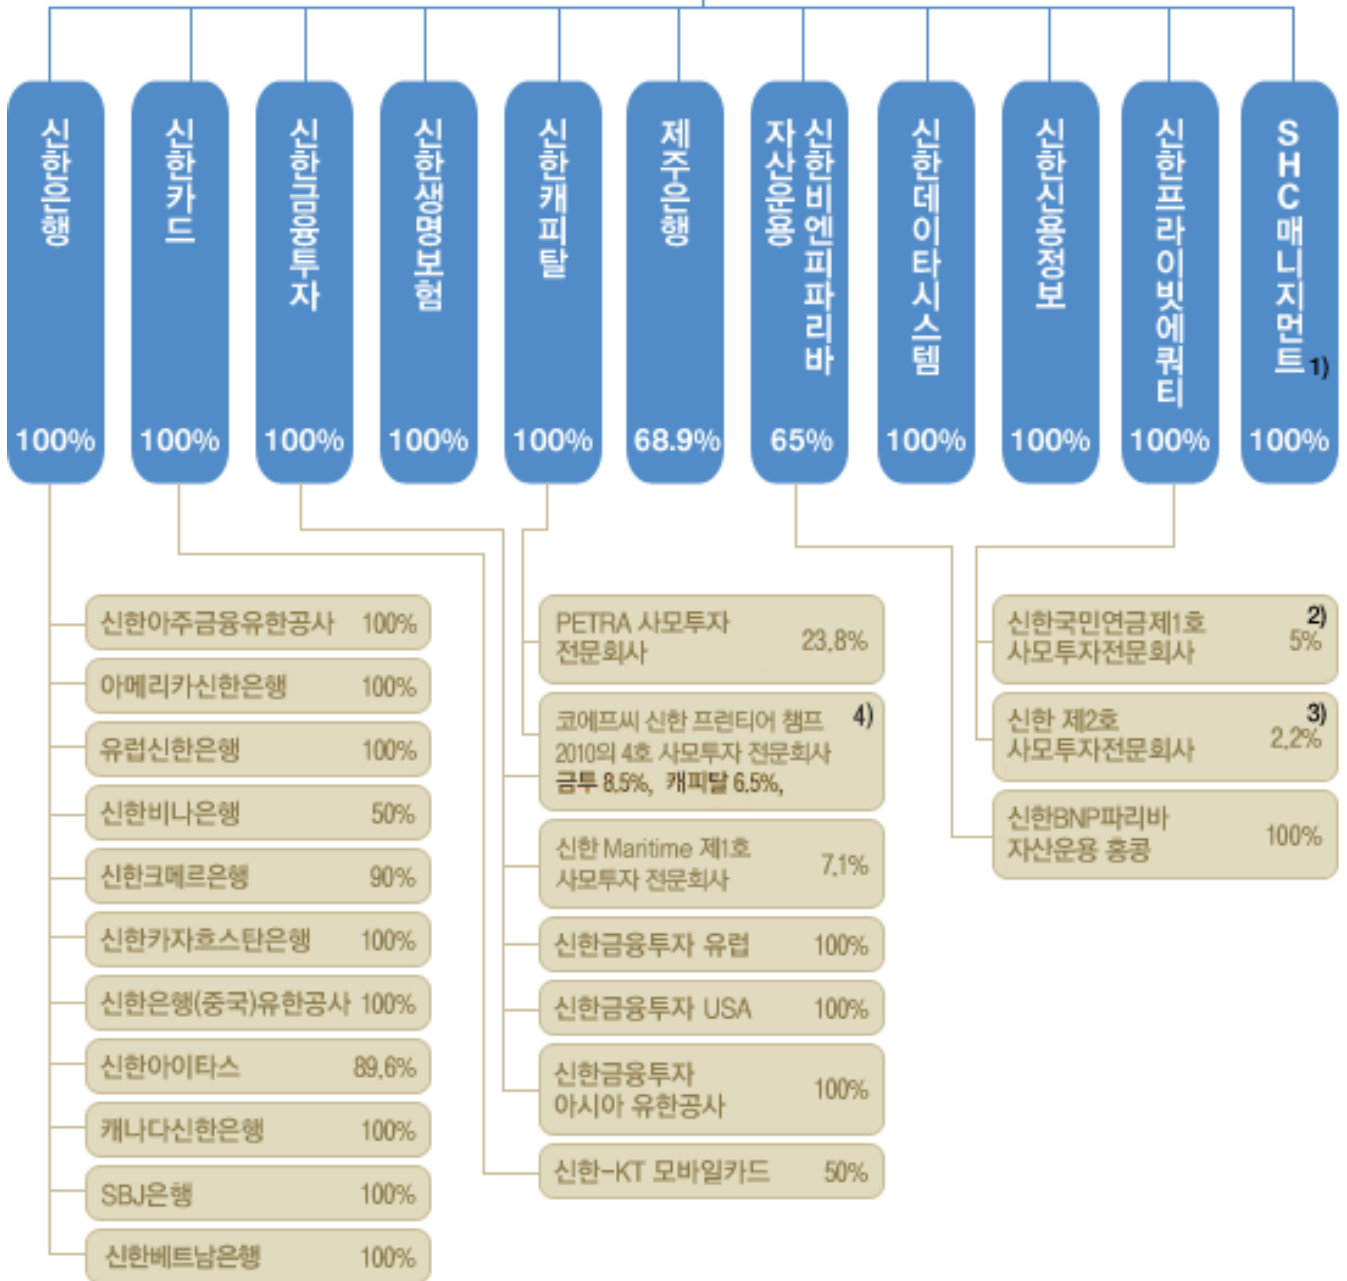 신한은행
100%
신한카드
100%
신한금융투자
100%
신한생명보험
100%
신한캐피탈
100%
제주은행
68.9%
신한비엔피파리바
자산운용
65%
신한데이타시스템
100%
신한신용정보
100%
신한프라이빗에쿼티
100%
SHC매니지먼트 1)
100%
신한아주금융유한공사 100%
아메리카신한은행 100%
유럽신한은행 100%
신한비나은행 50%
신한크메르은행 90%
신한카자흐스탄은행 100%
신한은행(중국)유한공사 100%
신한아이타스 89.6%
캐나다신한은행 100%
SBJ은행 100%
신한베트남은행 100%
PETRA 사모투자
전문회사 23.8%
코에프씨 신한 프런티어 챔프 4)
2010의 4호 사모투자 전문회사
금투 8.5%, 캐피탈 6.5%,
신한 Maritime 제1호
사모투자 전문회사 7.1%
신한금융투자 유럽 100%
신한금융투자 USA 100%
신한금융투자
아시아 유한공사 100%
신한-KT 모바일카드 50%
신한국민연금제1호 2)
사모투자전문회사 5%
신한 제2호 3)
사모투자전문회사 2.2%
신한BNP파리바
자산운용 홍콩 100%